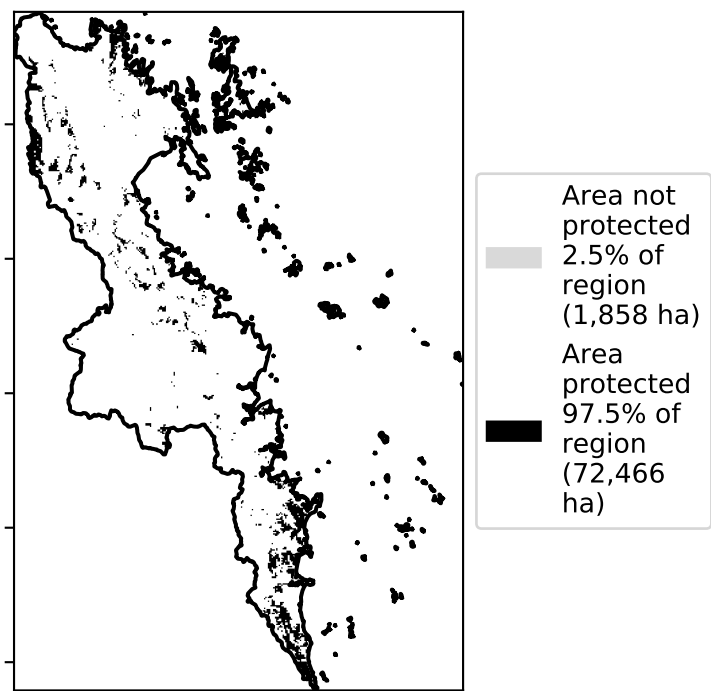 Area not
protected
2.5% of
region
(1,858 ha)
Area
protected
97.5% of
region
(72,466
ha)